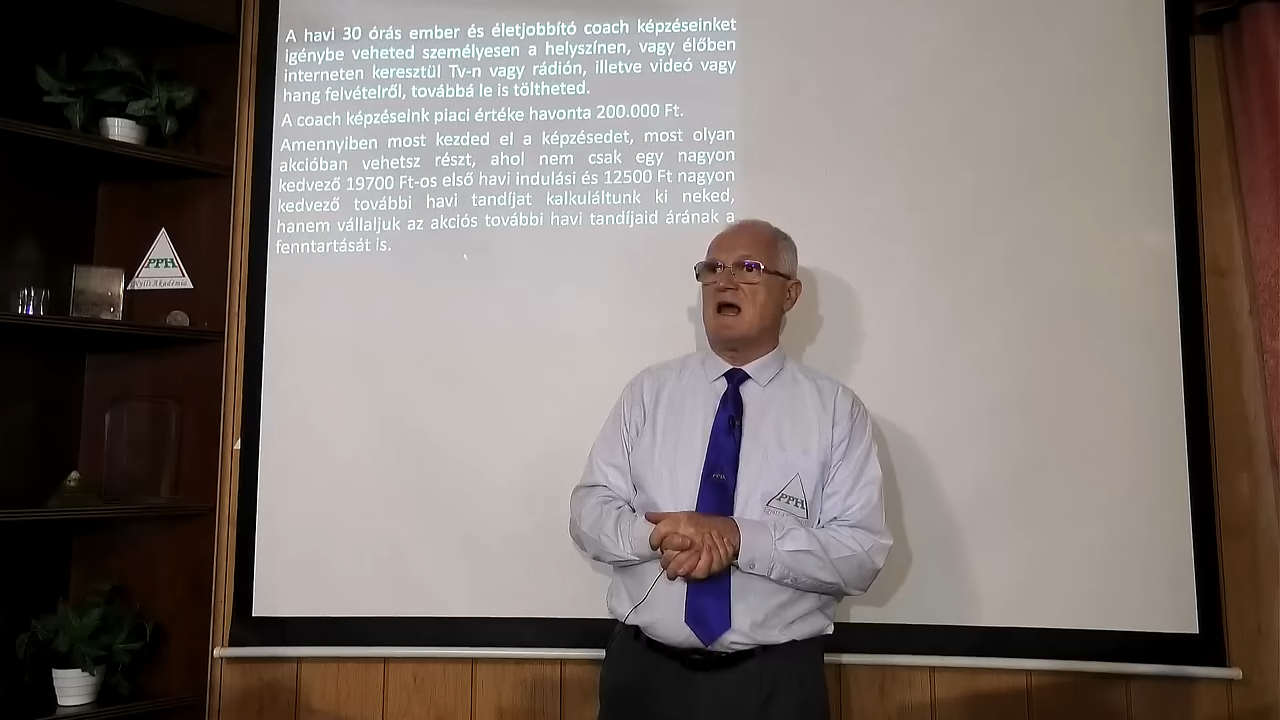 A havi 30 órás ember és életjobbító coach képzéseinket
igénybe veheted személyesen a helyszínen, vagy élőben
interneten keresztül Tv-n vagy rádión, illetve videó vagy
hang felvételről, továbbá le is töltheted.
A coach képzéseink piaci értéke havonta 200.000 Ft.
Amennyiben most kezded el a képzésedet, most olyan
akcióban vehetsz részt, ahol nem csak egy nagyon
kedvező 19700 Ft-os első havi indulási és 12500 Ft nagyon
kedvező további havi tandíjat kalkuláltunk ki neked,
hanem vállaljuk az akciós további havi tandíjaid árának a
fenntartását is.
PPH
Nyílt Akadémia
PPH
PPH